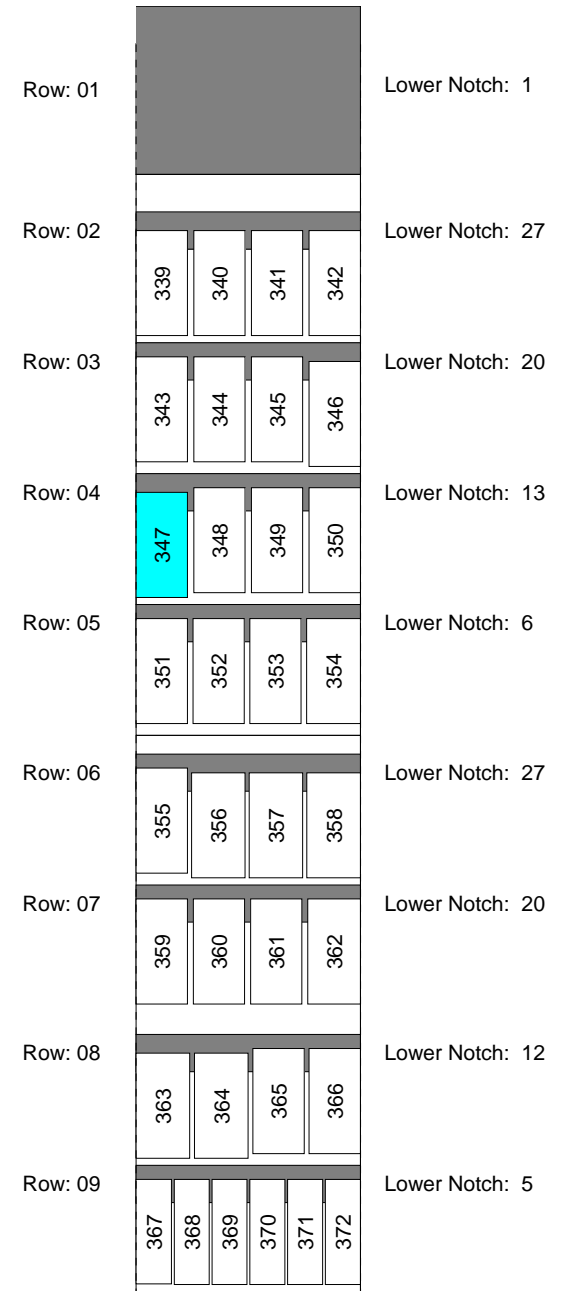 Row: 01 Lower Notch: 1
Row: 02 Lower Notch: 27
339 340 341 342
Row: 03 Lower Notch: 20
343 344 345 346
Row: 04 Lower Notch: 13
347 348 349 350
Row: 05 Lower Notch: 6
351 352 353 354
Row: 06 Lower Notch: 27
355 356 357 358
Row: 07 Lower Notch: 20
359 360 361 362
Row: 08 Lower Notch: 12
363 364 365 366
Row: 09 Lower Notch: 5
367 368 369 370 371 372